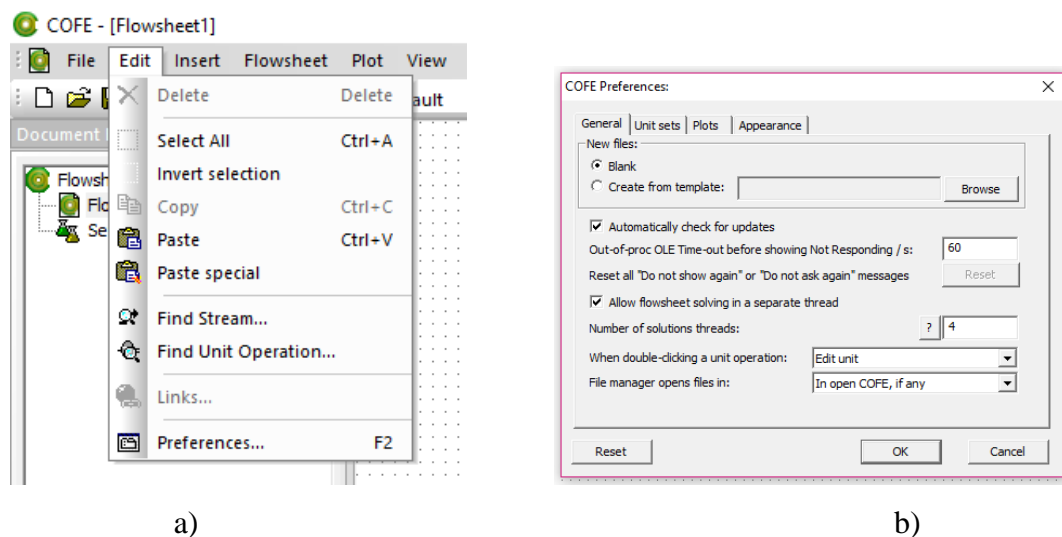 COFE - [Flowsheet1]
File Edit Insert Flowsheet Plot View
Delete Delete
ault
Document
Select All Ctrl+A
Invert selection
Flowsh
Flo
Copy Ctrl+C
Se
Paste Ctrl+V
Paste special
Find Stream...
Find Unit Operation...
Links...
Preferences... F2
a)
COFE Preferences:
General Unit sets Plots Appearance
New files:
Blank
Create from template: Browse
Automatically check for updates
Out-of-proc OLE Time-out before showing Not Responding / s: 60
Reset all "Do not show again" or "Do not ask again" messages Reset
Allow flowsheet solving in a separate thread
Number of solutions threads: ? 4
When double-clicking a unit operation: Edit unit
File manager opens files in: In open COFE, if any
Reset OK Cancel
b)